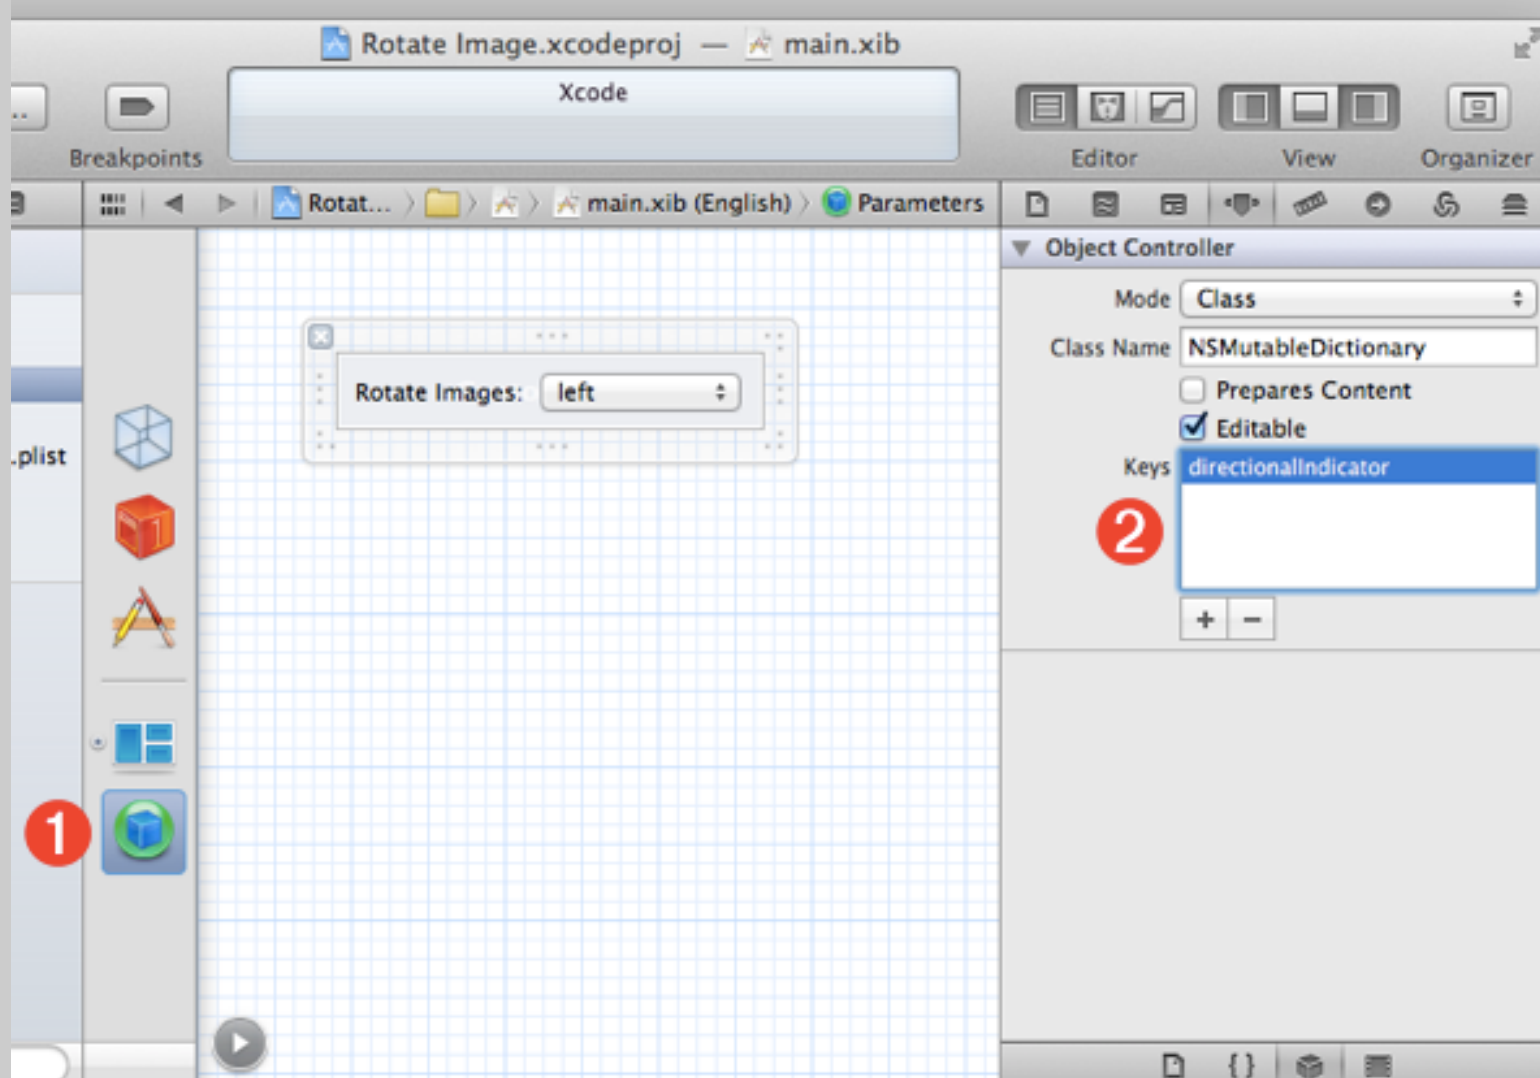 Rotate Image.xcodeproj — main.xib
Xcode
..
Breakpoints
Editor
View
Organizer
Rotat...
main.xib (English)
Parameters
Object Controller
Mode
Class
Class Name
NSMutableDictionary
Prepares Content
Editable
Keys
directionalIndicator
2
+ −
Rotate Images:
left
.plist
1
1
{ }